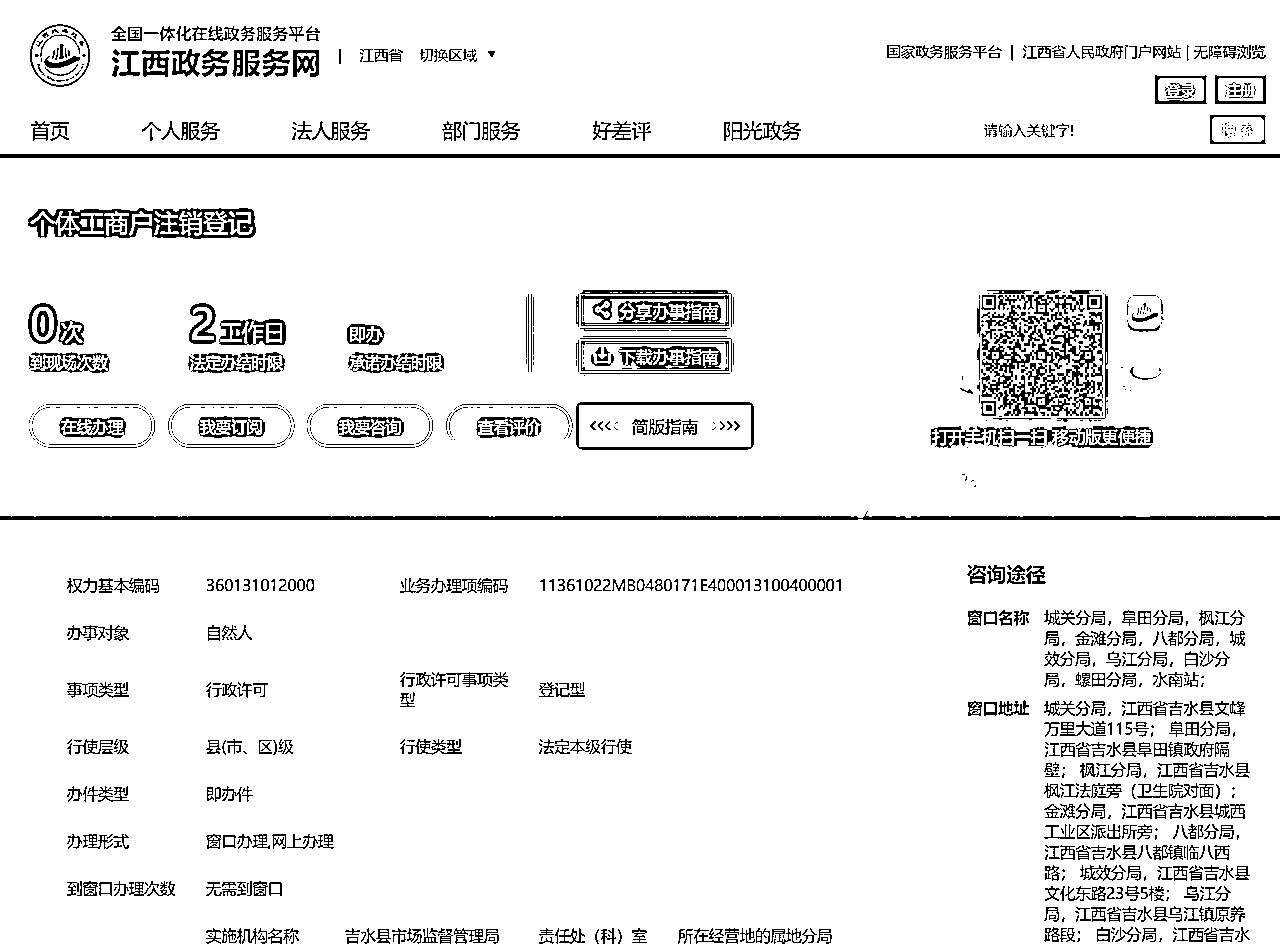 全国一体化在线政务服务平台
江西政务服务网 | 江西省 切换区域 ▼
国家政务服务平台 | 江西省人民政府门户网站 | 无障碍浏览
登录 注册
首页 个人服务 法人服务 部门服务 好差评 阳光政务 请输入关键字!
个体工商户注销登记
0次 2工作日 即办
到现场次数 法定办结时限 承诺办结时限
分享办事指南
下载办事指南
在线办理 我要订阅 我要咨询 查看评价 <<<< 简版指南 >>>>
打开手机扫一扫 移动版更便捷
权力基本编码 360131012000 业务办理项编码 11361022MB0480171E400013100400001
办事对象 自然人
事项类型 行政许可 行政许可事项类
型 登记型
行使层级 县(市、区)级 行使类型 法定本级行使
办件类型 即办件
办理形式 窗口办理,网上办理
到窗口办理次数 无需到窗口
实施机构名称 吉水县市场监督管理局 责任处（科）室 所在经营地的属地分局
咨询途径
窗口名称 城关分局，阜田分局，枫江分
局，金滩分局，八都分局，城
效分局，乌江分局，白沙分
局，螺田分局，水南站；
窗口地址 城关分局，江西省吉水县文峰
万里大道115号； 阜田分局，
江西省吉水县阜田镇政府隔
壁； 枫江分局，江西省吉水县
枫江法庭旁（卫生院对面）；
金滩分局，江西省吉水县城西
工业区派出所旁； 八都分局，
江西省吉水县八都镇临八西
路； 城效分局，江西省吉水县
文化东路23号5楼； 乌江分
局，江西省吉水县乌江镇原养
路段； 白沙分局，江西省吉水